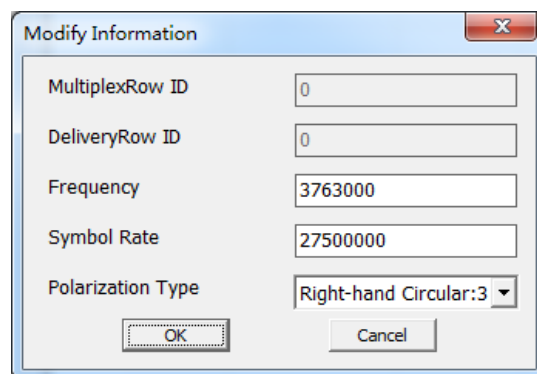 Modify Information
MultiplexRow ID 0
DeliveryRow ID 0
Frequency 3763000
Symbol Rate 27500000
Polarization Type Right-hand Circular:3
OK Cancel